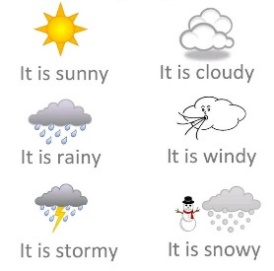 It is sunny
It is cloudy
It is rainy
It is windy
It is stormy
It is snowy